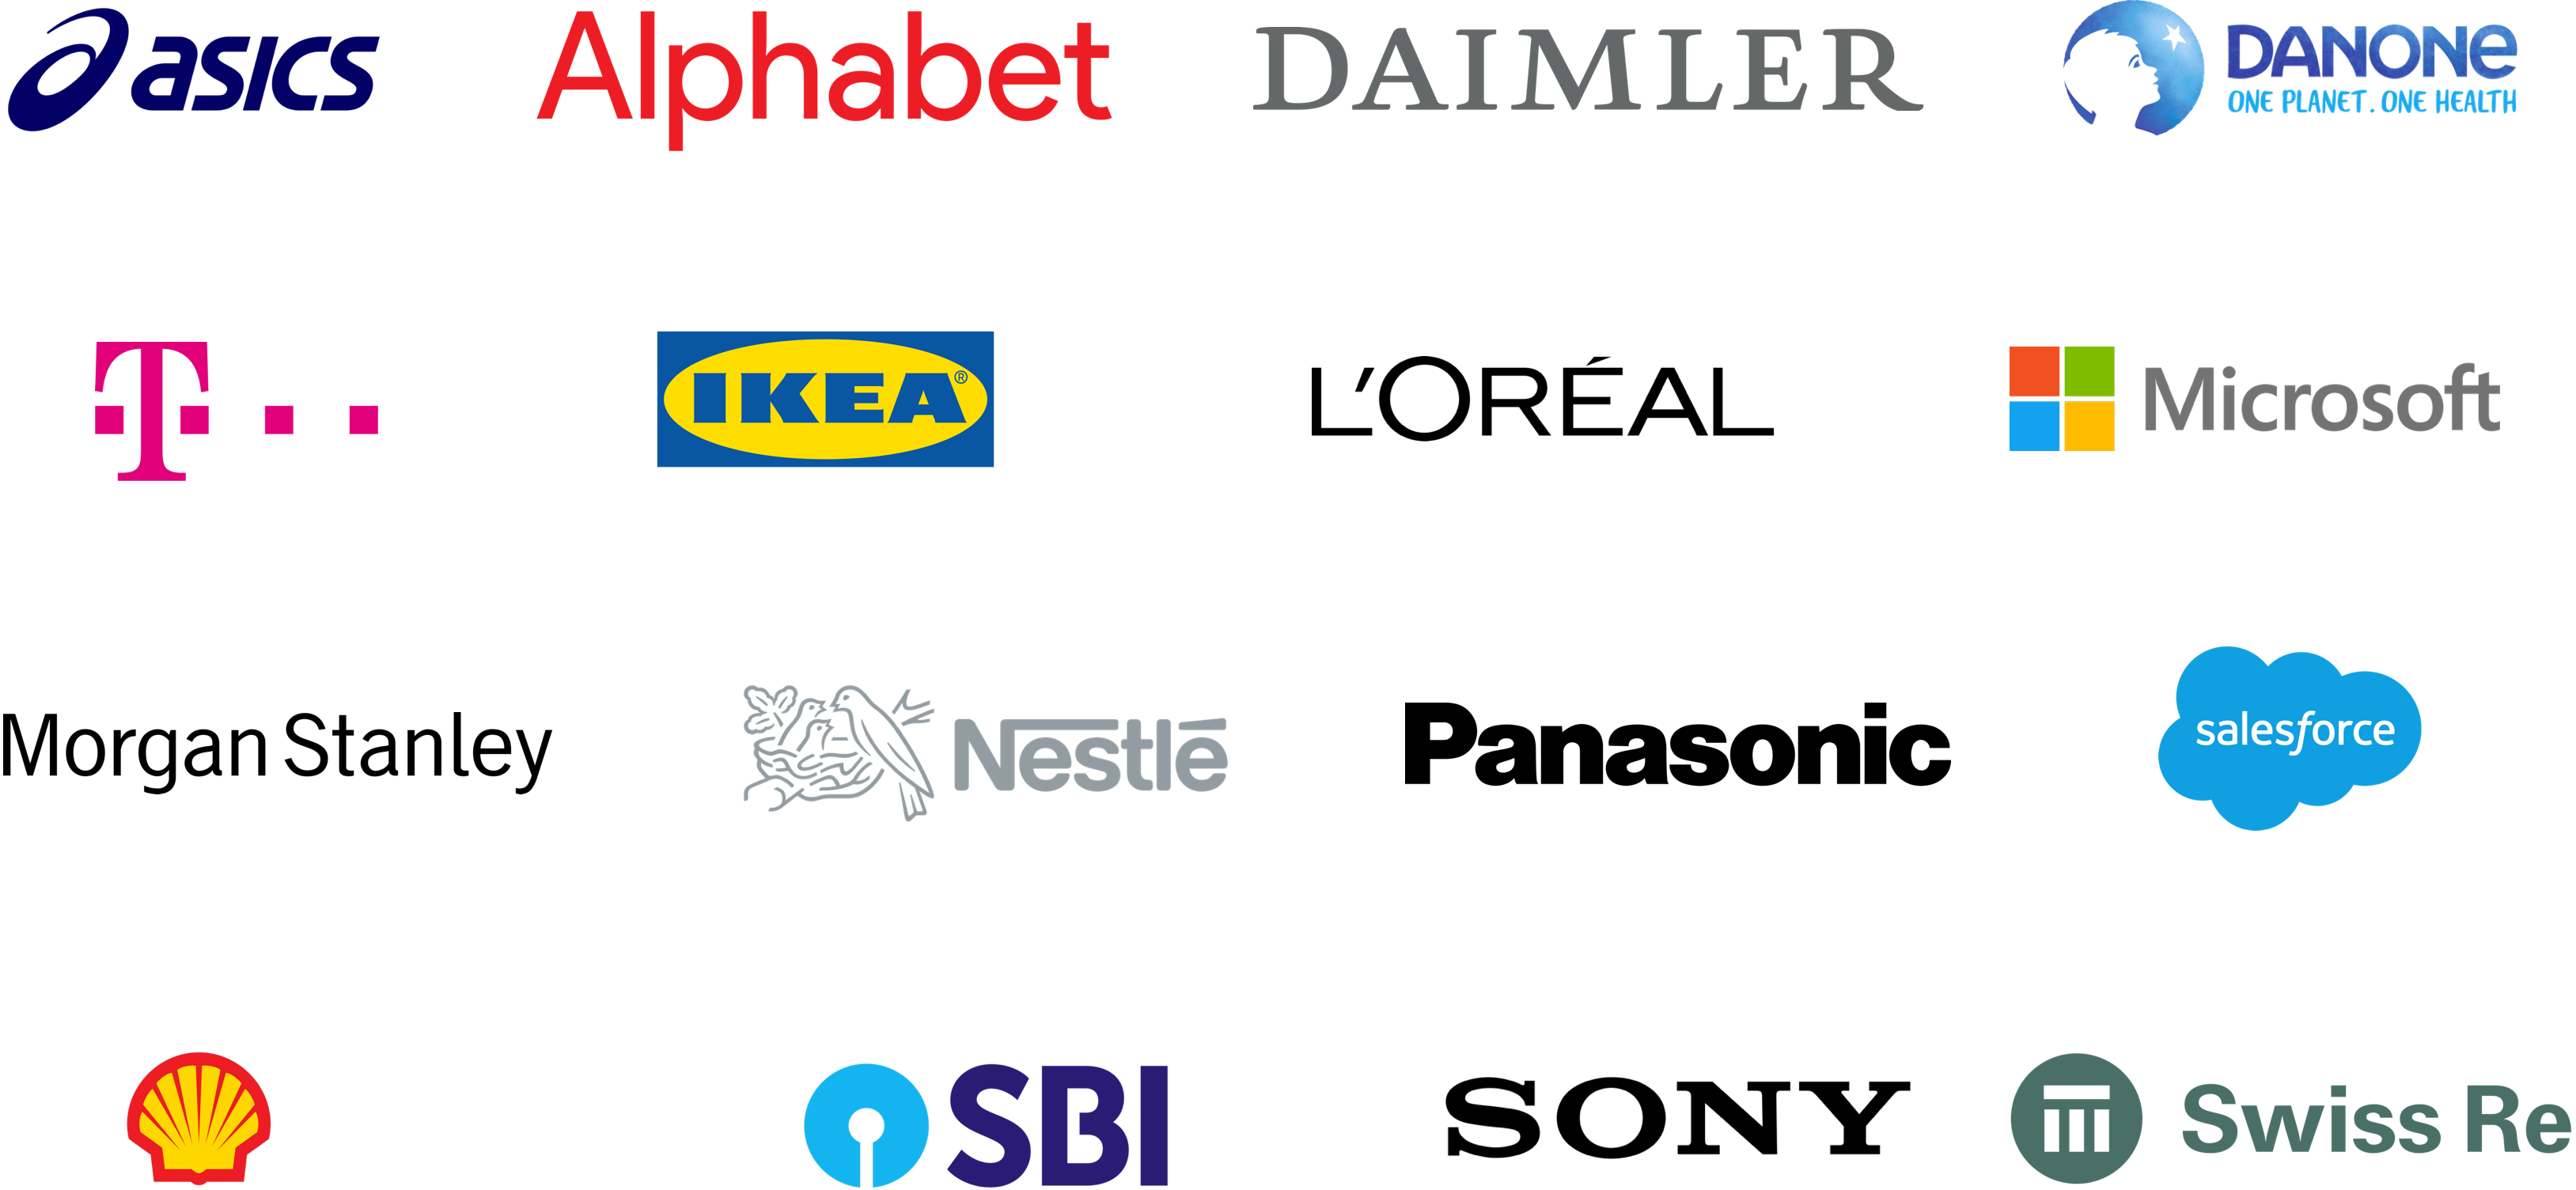 asics
Alphabet
DAIMLER
DANONE
ONE PLANET. ONE HEALTH
T
IKEA®
L'ORÉAL
Microsoft
Morgan Stanley
Nestlé
Panasonic
salesforce
SBI
SONY
Swiss Re